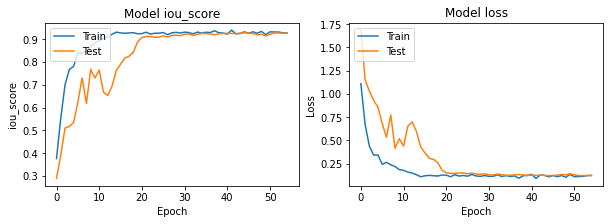 Model iou_score
Train
Test
0.9
0.8
0.7
0.6
0.5
0.4
0.3
iou_score
0
10
20
30
40
50
Epoch
Model loss
Train
Test
1.75
1.50
1.25
1.00
0.75
0.50
0.25
Loss
0
10
20
30
40
50
Epoch